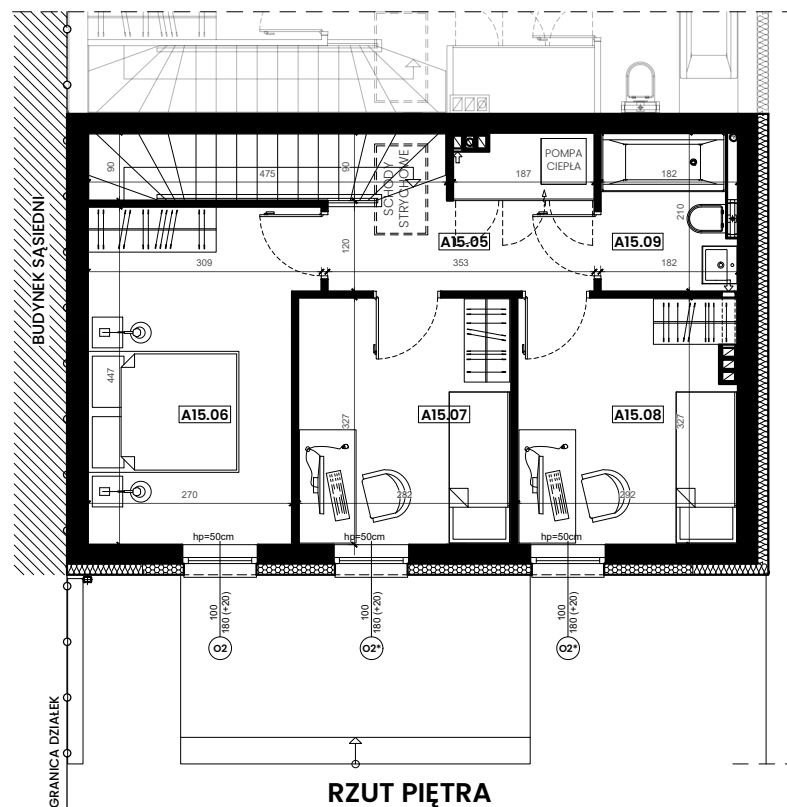 90
475
90
SCHODY
STRYCHOWE
187
POMPA
CIEPŁA
182
210
120
A15.05
A15.09
309
353
182
BUDYNEK SĄSIEDNI
447
A15.06
327
A15.07
A15.08
327
270
282
292
hp=50cm
hp=50cm
hp=50cm
100
180 (+20)
100
180 (+20)
100
180 (+20)
O2
O2*
O2*
GRANICA DZIAŁEK
RZUT PIĘTRA